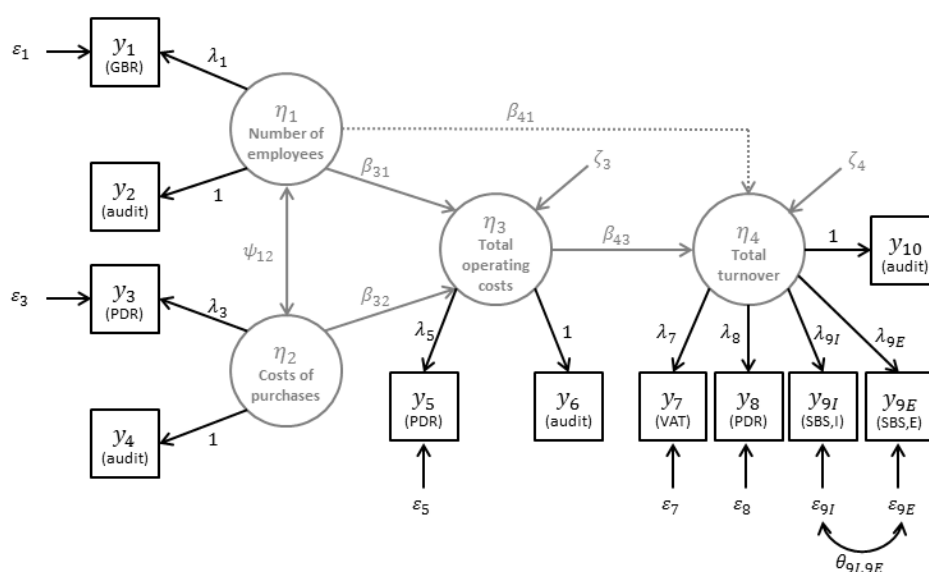 ε₁
y₁
(GBR)
λ₁
η₁
Number of
employees
β₄₁
y₂
(audit)
1
β₃₁
ζ₃
ζ₄
ψ₁₂
η₃
Total
operating
costs
β₄₃
η₄
Total
turnover
1
y₁₀
(audit)
ε₃
y₃
(PDR)
λ₃
β₃₂
η₂
Costs of
purchases
y₄
(audit)
1
λ₅
1
λ₇
λ₈
λ₉I
λ₉E
y₅
(PDR)
y₆
(audit)
y₇
(VAT)
y₈
(PDR)
y₉I
(SBS,I)
y₉E
(SBS,E)
ε₅
ε₇
ε₈
ε₉I
ε₉E
θ₉I,₉E